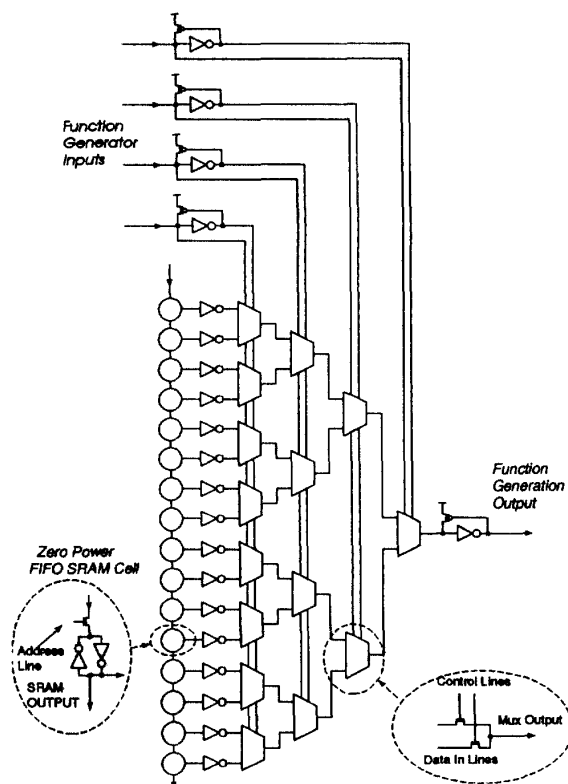 Function
Generator
Inputs
Function
Generation
Output
Zero Power
FIFO SRAM Cell
Address
Line
SRAM
OUTPUT
Control Lines
Mux Output
Data In Lines